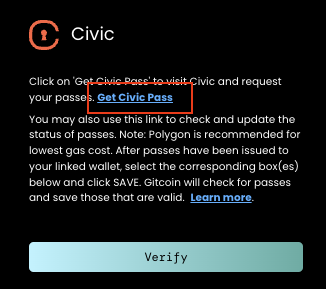 Civic
Click on 'Get Civic Pass' to visit Civic and request
your passes. Get Civic Pass
You may also use this link to check and update the
status of passes. Note: Polygon is recommended for
lowest gas cost. After passes have been issued to
your linked wallet, select the corresponding box(es)
below and click SAVE. Gitcoin will check for passes
and save those that are valid. Learn more.
Verify